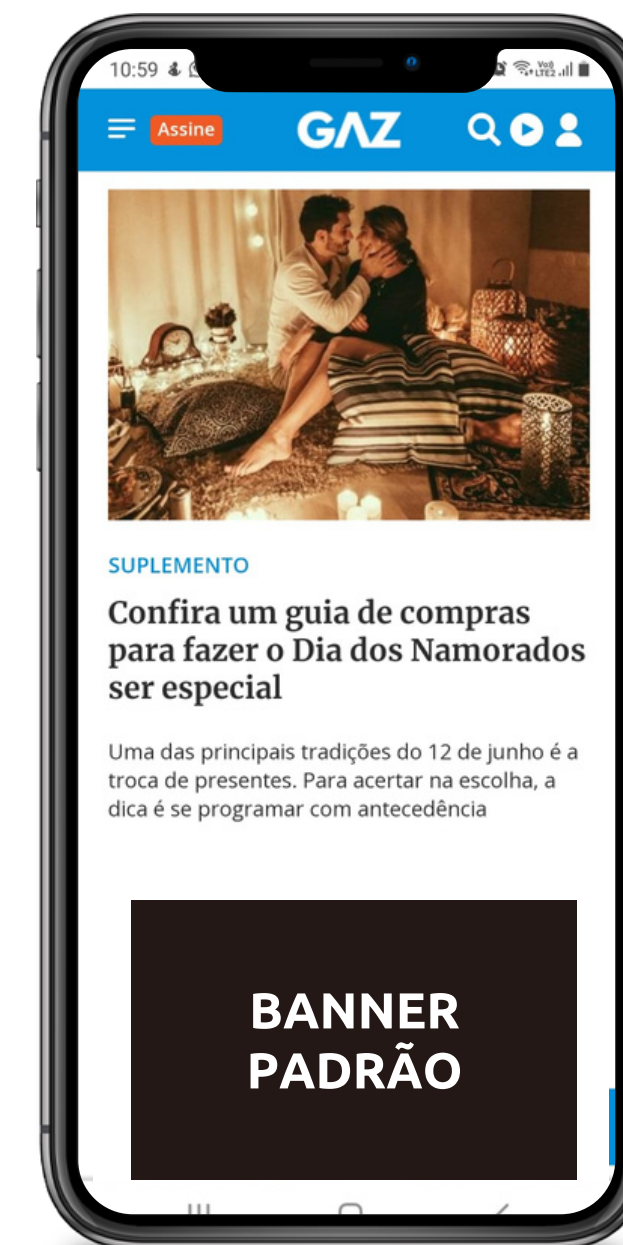 10:59
Assine
GAZ
Vo))
LTE2
SUPLEMENTO
Confira um guia de compras
para fazer o Dia dos Namorados
ser especial
Uma das principais tradições do 12 de junho é a
troca de presentes. Para acertar na escolha, a
dica é se programar com antecedência
BANNER
PADRÃO